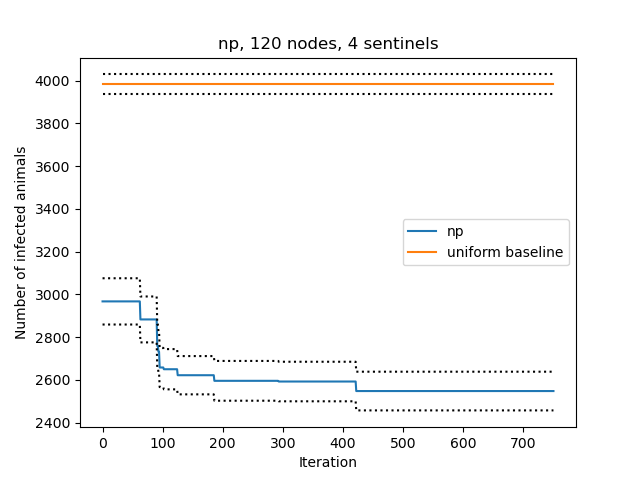 np, 120 nodes, 4 sentinels
Number of infected animals
4000
3800
3600
3400
3200
3000
2800
2600
2400
np
uniform baseline
0 100 200 300 400 500 600 700
Iteration